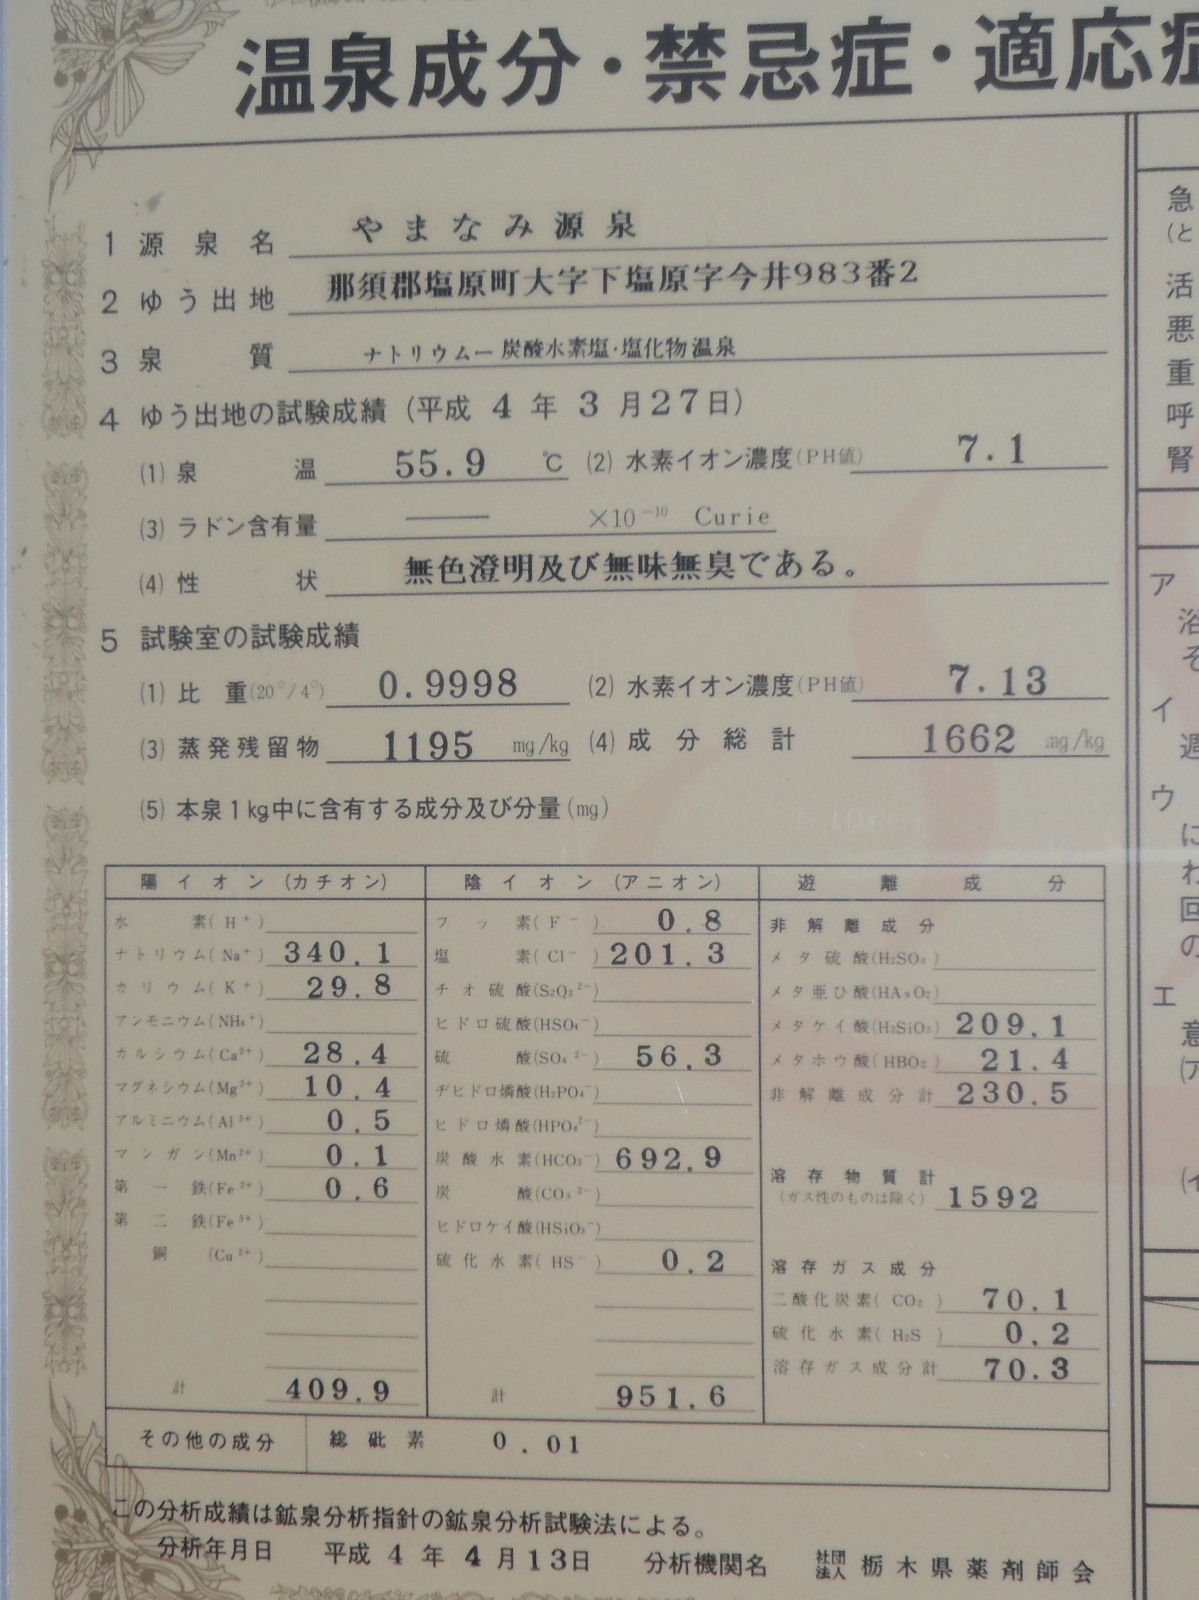 温泉成分・禁忌症・適応症
1 源泉名 やまなみ源泉
2 ゆう出地 那須郡塩原町大字下塩原字今井983番2
3 泉質 ナトリウムー炭酸水素塩・塩化物温泉
4 ゆう出地の試験成績 (平成 4 年 3 月27日)
(1) 泉温 55.9 ℃ (2) 水素イオン濃度(PH値) 7.1
(3) ラドン含有量 —— ×10⁻¹⁰ Curie
(4) 性状 無色澄明及び無味無臭である。
5 試験室の試験成績
(1) 比重(20°/4°) 0.9998 (2) 水素イオン濃度(PH値) 7.13
(3) 蒸発残留物 1195 mg/kg (4) 成分総計 1662 mg/kg
(5) 本泉1kg中に含有する成分及び分量(mg)
陽イオン (カチオン)
水素(H⁺)
ナトリウム(Na⁺) 340.1
カリウム(K⁺) 29.8
アンモニウム(NH₄⁺)
カルシウム(Ca²⁺) 28.4
マグネシウム(Mg²⁺) 10.4
アルミニウム(Al³⁺) 0.5
マンガン(Mn²⁺) 0.1
第一鉄(Fe²⁺) 0.6
第二鉄(Fe³⁺)
銅(Cu²⁺)
計 409.9
陰イオン (アニオン)
フッ素(F⁻) 0.8
塩素(Cl⁻) 201.3
チオ硫酸(S₂O₃²⁻)
ヒドロ硫酸(HSO₄⁻)
硫酸(SO₄²⁻) 56.3
ヂヒドロ燐酸(H₂PO₄⁻)
ヒドロ燐酸(HPO₄²⁻)
炭酸水素(HCO₃⁻) 692.9
炭酸(CO₃²⁻)
ヒドロケイ酸(HSiO₃⁻)
硫化水素(HS⁻) 0.2
計 951.6
遊離成分
非解離成分
メタ硫酸(H₂SO₄)
メタ亜ひ酸(HAsO₂)
メタケイ酸(H₂SiO₃) 209.1
メタホウ酸(HBO₂) 21.4
非解離成分計 230.5
溶存物質計
(ガス性のものは除く) 1592
溶存ガス成分
二酸化炭素(CO₂) 70.1
硫化水素(H₂S) 0.2
溶存ガス成分計 70.3
その他の成分 総砒素 0.01
この分析成績は鉱泉分析指針の鉱泉分析試験法による。
分析年月日 平成 4 年 4 月13日 分析機関名 社団法人 栃木県薬剤師会
急
(と
活
悪
重
呼
腎
ア
浴
そ
イ
週
ウ
に
わ
回
の
エ
意
(ア
(イ